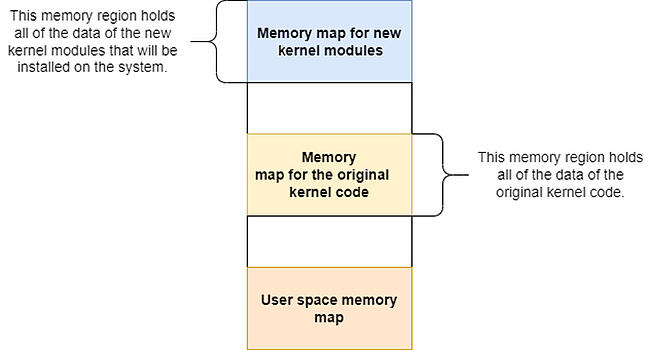 This memory region holds
all of the data of the new
kernel modules that will be
installed on the system.
Memory map for new
kernel modules
Memory
map for the original
kernel code
This memory region holds
all of the data of the
original kernel code.
User space memory
map